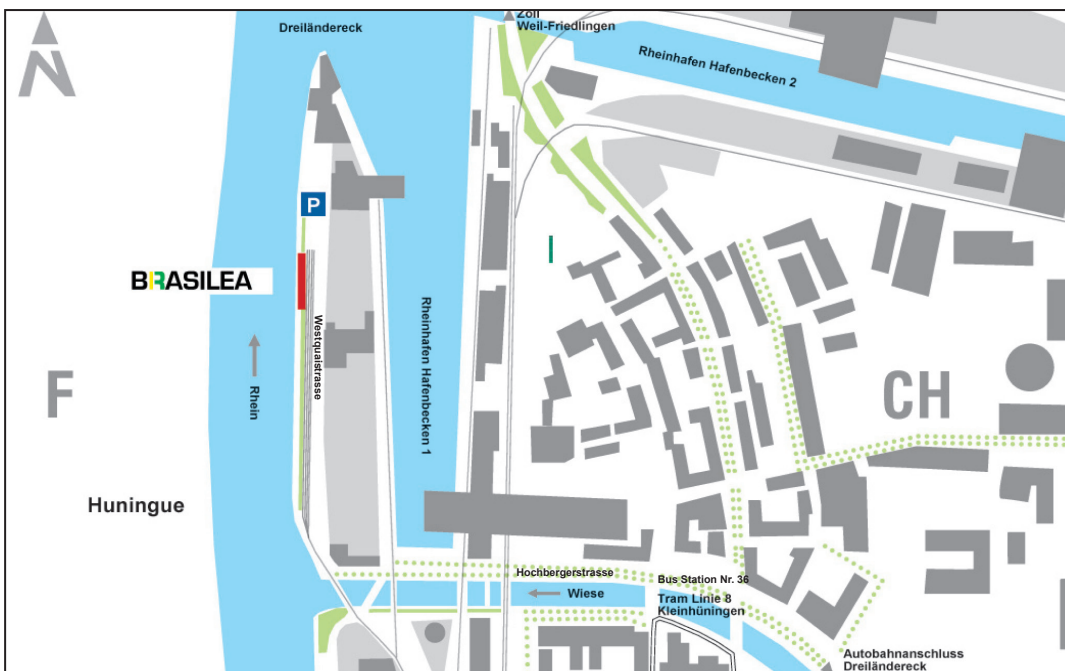 Zoll
Weil-Friedlingen
Dreiländereck
Rheinhafen Hafenbecken 2
N
P
BRASILEA
Westquaistrasse
Rheinhafen Hafenbecken 1
Rhein
F
CH
Huningue
Hochbergerstrasse
Bus Station Nr. 36
Wiese
Tram Linie 8
Kleinhüningen
Autobahnanschluss
Dreiländereck